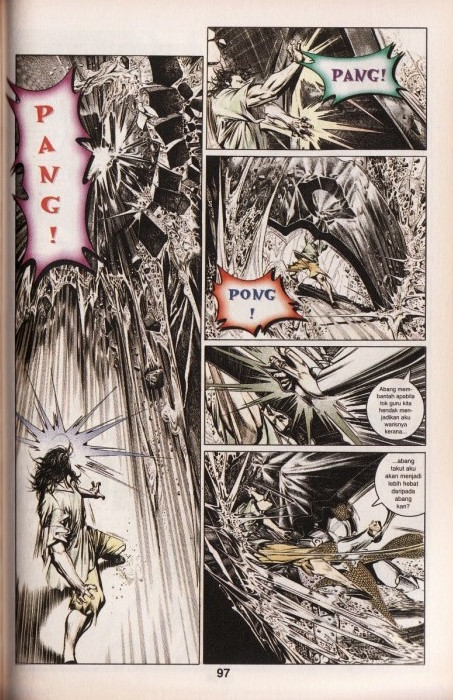 P
A
N
G
!
PANG!
PONG
!
Abang mem-
bantah apabila
tok guru kita
hendak men-
jadikan aku
warisnya
kerana...
...abang
takut aku
akan menjadi
lebih hebat
daripada
abang
kan?
97